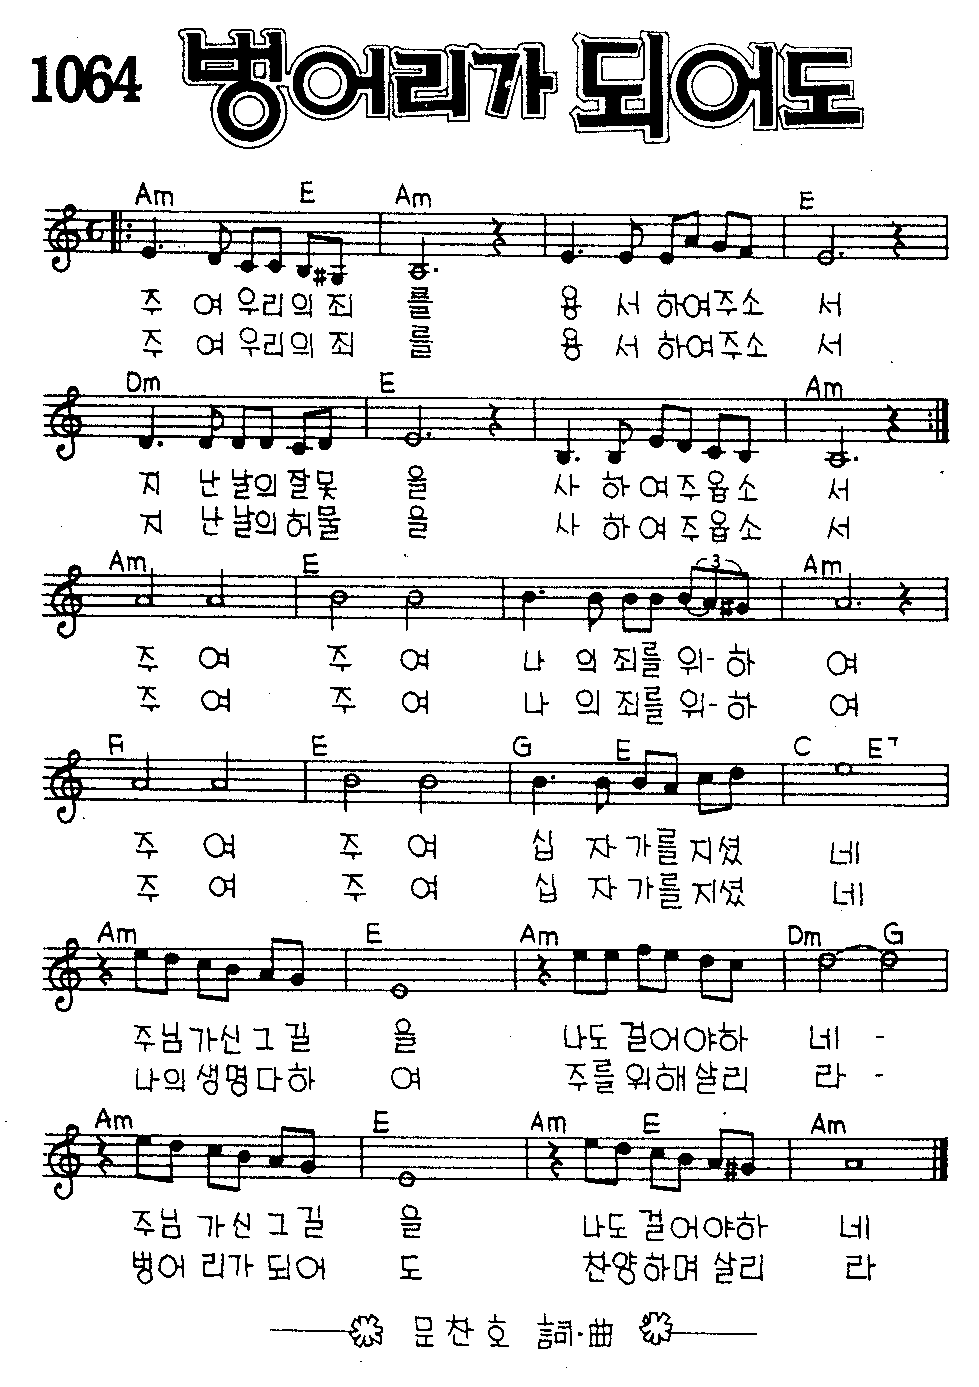 1064 벙어리가 되어도
Am E Am E
주 여 우리의 죄 를 용 서 하여주소 서
주 여 우리의 죄 를 용 서 하여주소 서
Dm E Am
지 난 날의 잘못 을 사 하 여 주옵소 서
지 난 날의 허물 을 사 하 여 주옵소 서
Am E 3 Am
주 여 주 여 나 의 죄를 위-하 여
주 여 주 여 나 의 죄를 위-하 여
E G E C E7
주 여 주 여 십 자 가를 지셨 네
주 여 주 여 십 자 가를 지셨 네
Am E Am Dm G
주님 가신 그 길 을 나도 걸어야하 네 -
나의 생명 다하 여 주를 위해 살리 라 -
Am E Am E Am
주님 가신 그 길 을 나도 걸어야하 네
벙어 리가 되어 도 찬양하며 살리 라
문 찬 호 詞·曲